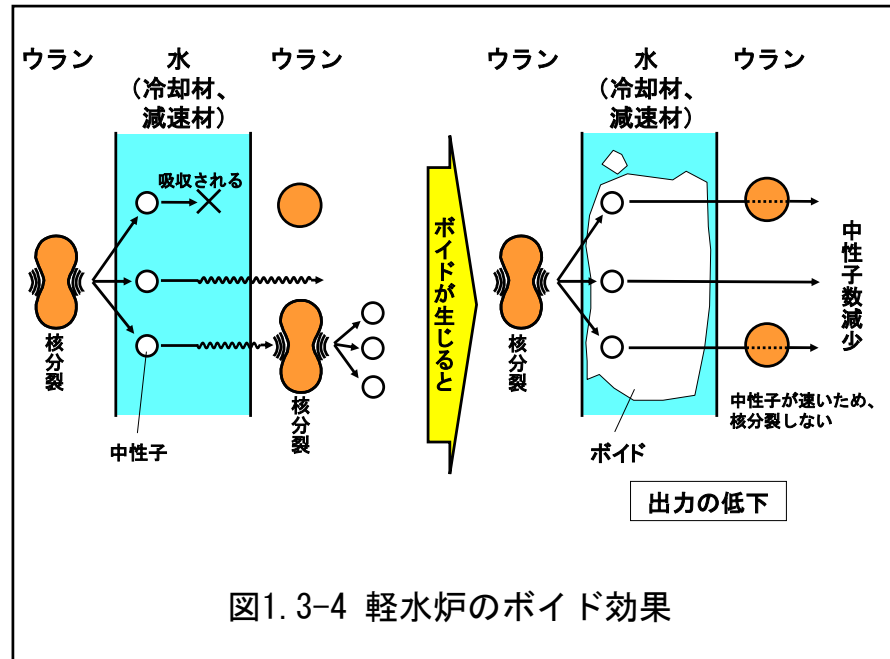 ウラン
水
(冷却材、
減速材)
ウラン
吸収される
核分裂
中性子
核分裂
ボイドが生じると
ウラン
水
(冷却材、
減速材)
ウラン
核分裂
ボイド
中性子数減少
中性子が速いため、
核分裂しない
出力の低下
図1.3-4 軽水炉のボイド効果